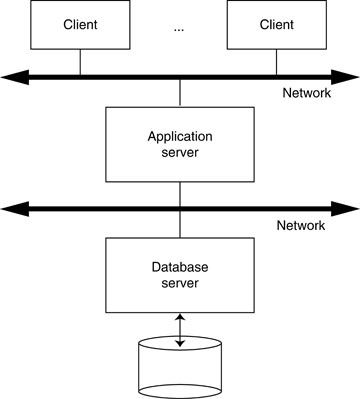 Client
...
Client
Network
Application
server
Network
Database
server